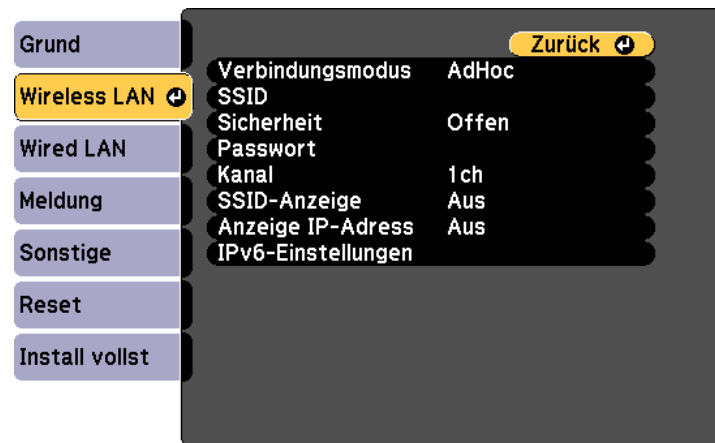 Grund
Wireless LAN
Wired LAN
Meldung
Sonstige
Reset
Install vollst
Zurück
Verbindungsmodus AdHoc
SSID
Sicherheit Offen
Passwort
Kanal 1ch
SSID-Anzeige Aus
Anzeige IP-Adress Aus
IPv6-Einstellungen